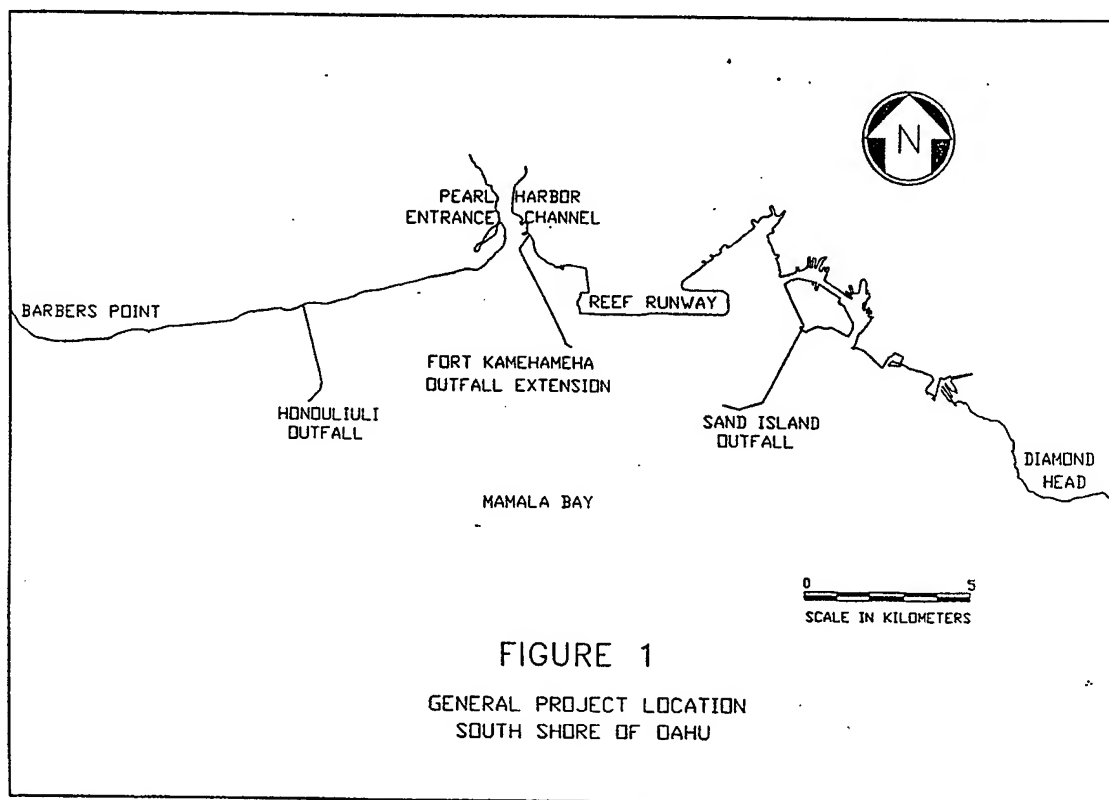 N
PEARL HARBOR
ENTRANCE CHANNEL
BARBERS POINT
REEF RUNWAY
FORT KAMEHAMEHA
OUTFALL EXTENSION
HONOULIULI
OUTFALL
SAND ISLAND
OUTFALL
DIAMOND
HEAD
MAMALA BAY
0 5
SCALE IN KILOMETERS
FIGURE 1
GENERAL PROJECT LOCATION
SOUTH SHORE OF OAHU